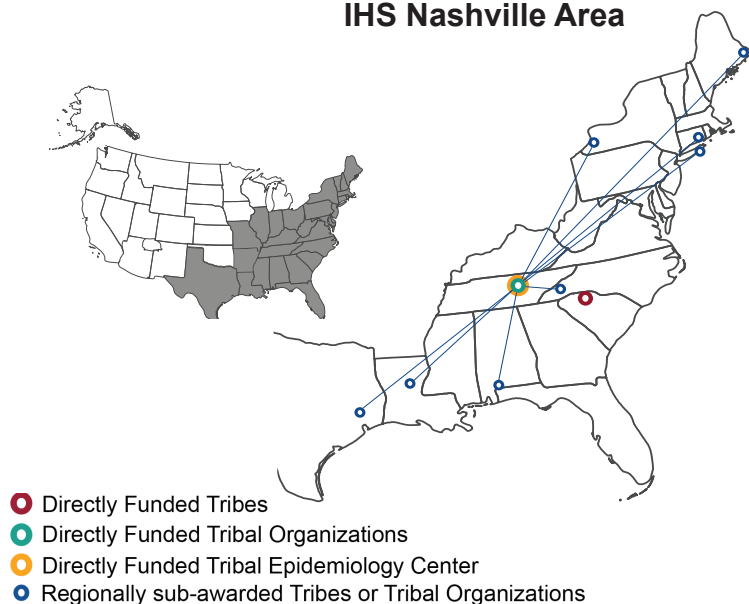 IHS Nashville Area
Directly Funded Tribes
Directly Funded Tribal Organizations
Directly Funded Tribal Epidemiology Center
Regionally sub-awarded Tribes or Tribal Organizations